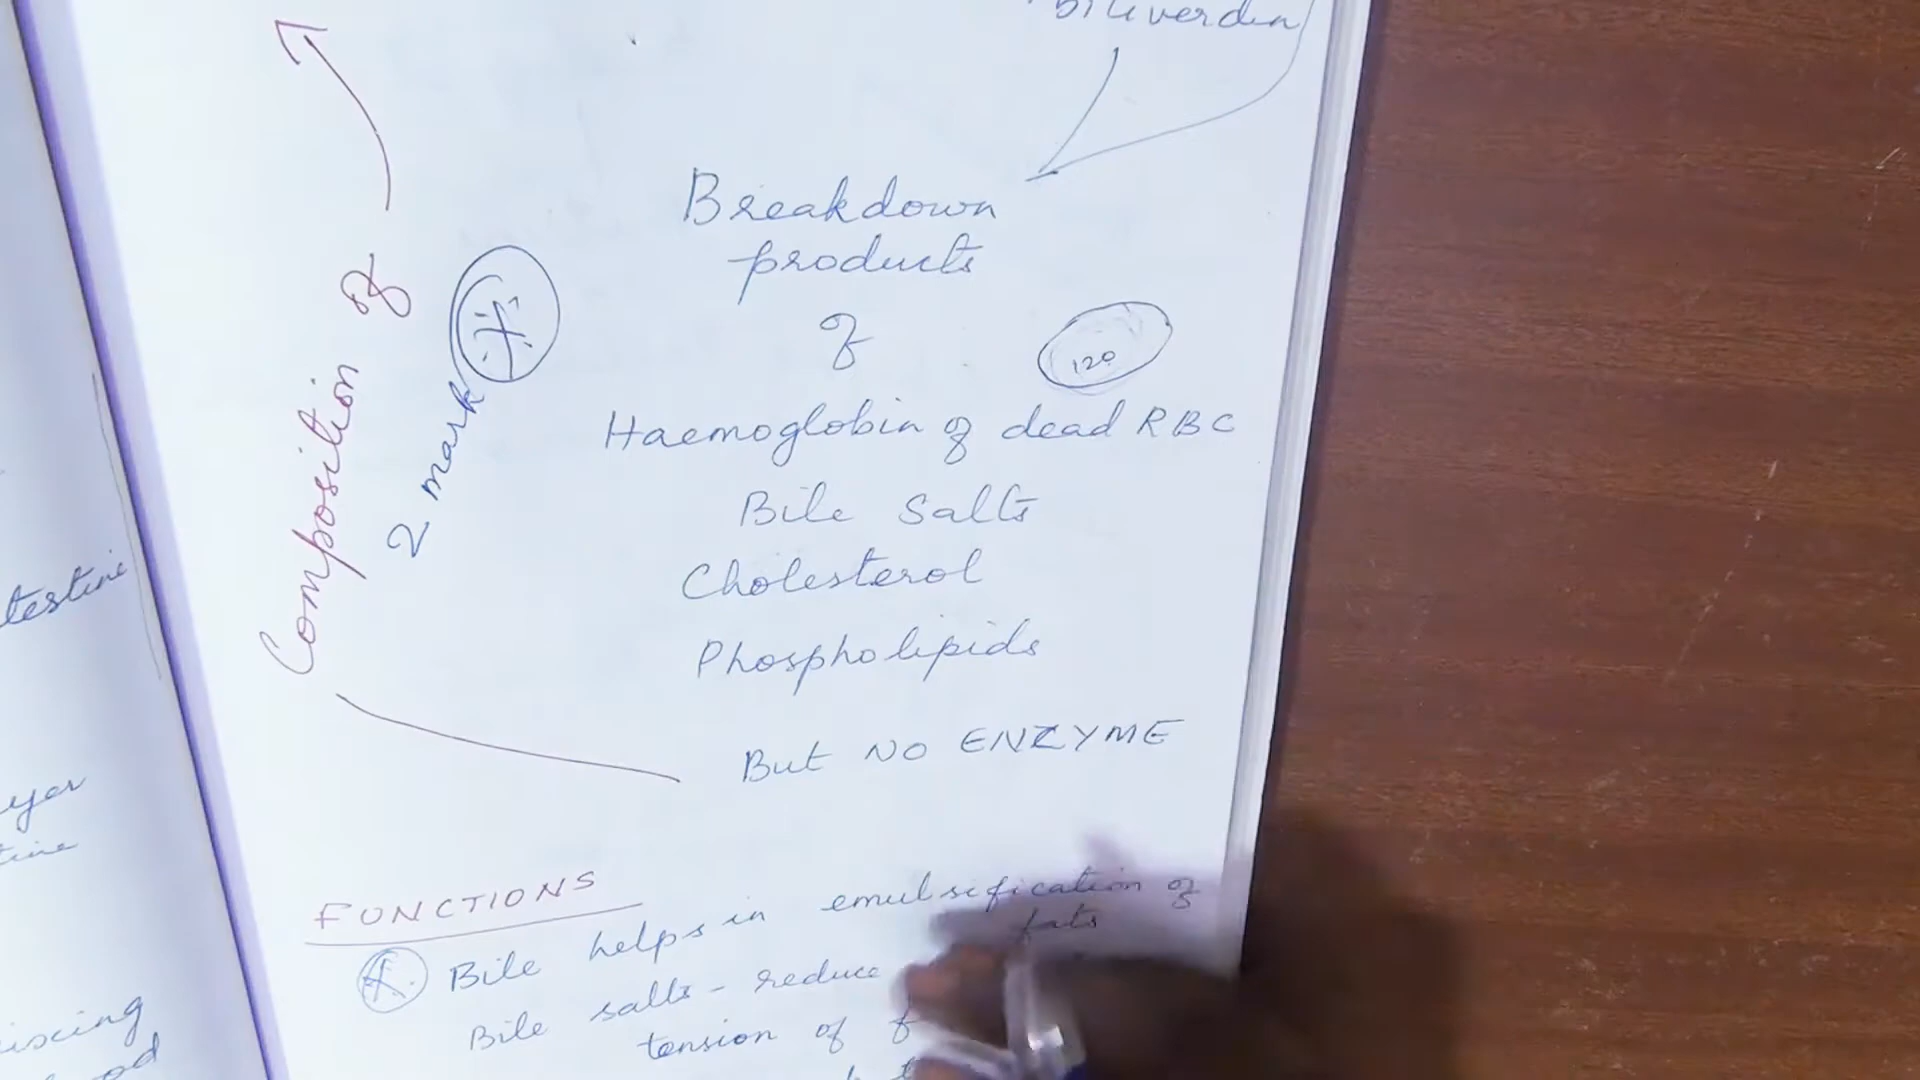 Biliverdin
Breakdown
products
of
120
Haemoglobin of dead RBC
Bile Salts
Cholesterol
Phospholipids
But NO ENZYME
Composition of
2 mark
FUNCTIONS
Bile helps in emulsification of
fats
Bile salts - reduce
tension of f
testine